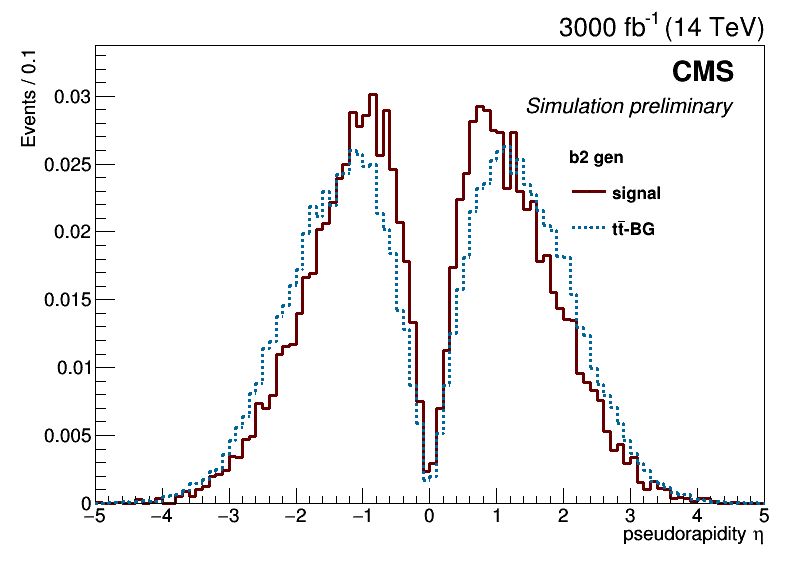 3000 fb⁻¹ (14 TeV)
Events / 0.1
CMS
Simulation preliminary
b2 gen
signal
tt̄-BG
0.03
0.025
0.02
0.015
0.01
0.005
0
−5 −4 −3 −2 −1 0 1 2 3 4 5
pseudorapidity η